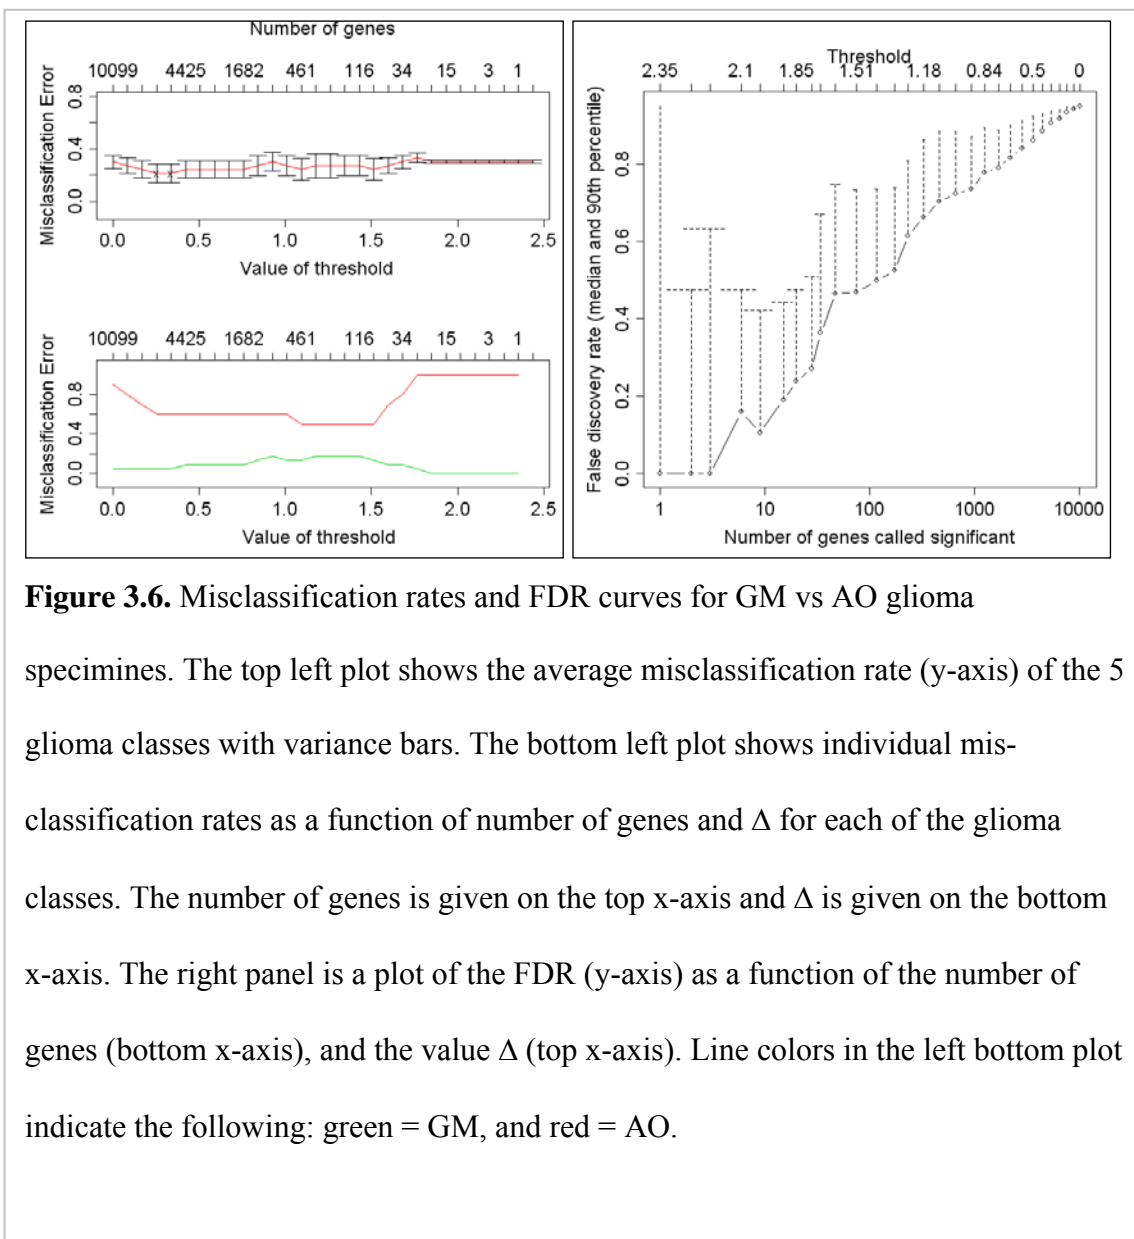 Number of genes
10099 4425 1682 461 116 34 15 3 1
Misclassification Error
0.8
0.4
0.0
0.0 0.5 1.0 1.5 2.0 2.5
Value of threshold
10099 4425 1682 461 116 34 15 3 1
Misclassification Error
0.8
0.4
0.0
0.0 0.5 1.0 1.5 2.0 2.5
Value of threshold
Threshold
2.35 2.1 1.85 1.51 1.18 0.84 0.5 0
False discovery rate (median and 90th percentile)
0.8
0.6
0.4
0.2
0.0
1 10 100 1000 10000
Number of genes called significant
Figure 3.6. Misclassification rates and FDR curves for GM vs AO glioma
specimines. The top left plot shows the average misclassification rate (y-axis) of the 5
glioma classes with variance bars. The bottom left plot shows individual mis-
classification rates as a function of number of genes and Δ for each of the glioma
classes. The number of genes is given on the top x-axis and Δ is given on the bottom
x-axis. The right panel is a plot of the FDR (y-axis) as a function of the number of
genes (bottom x-axis), and the value Δ (top x-axis). Line colors in the left bottom plot
indicate the following: green = GM, and red = AO.